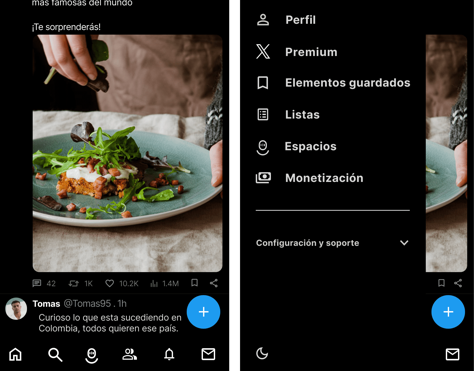 más famosas del mundo
¡Te sorprenderás!
42 1K 10.2K 1.4M
Tomas @Tomas95 . 1h
Curioso lo que esta sucediendo en
Colombia, todos quieren ese país.
Perfil
Premium
Elementos guardados
Listas
Espacios
Monetización
Configuración y soporte